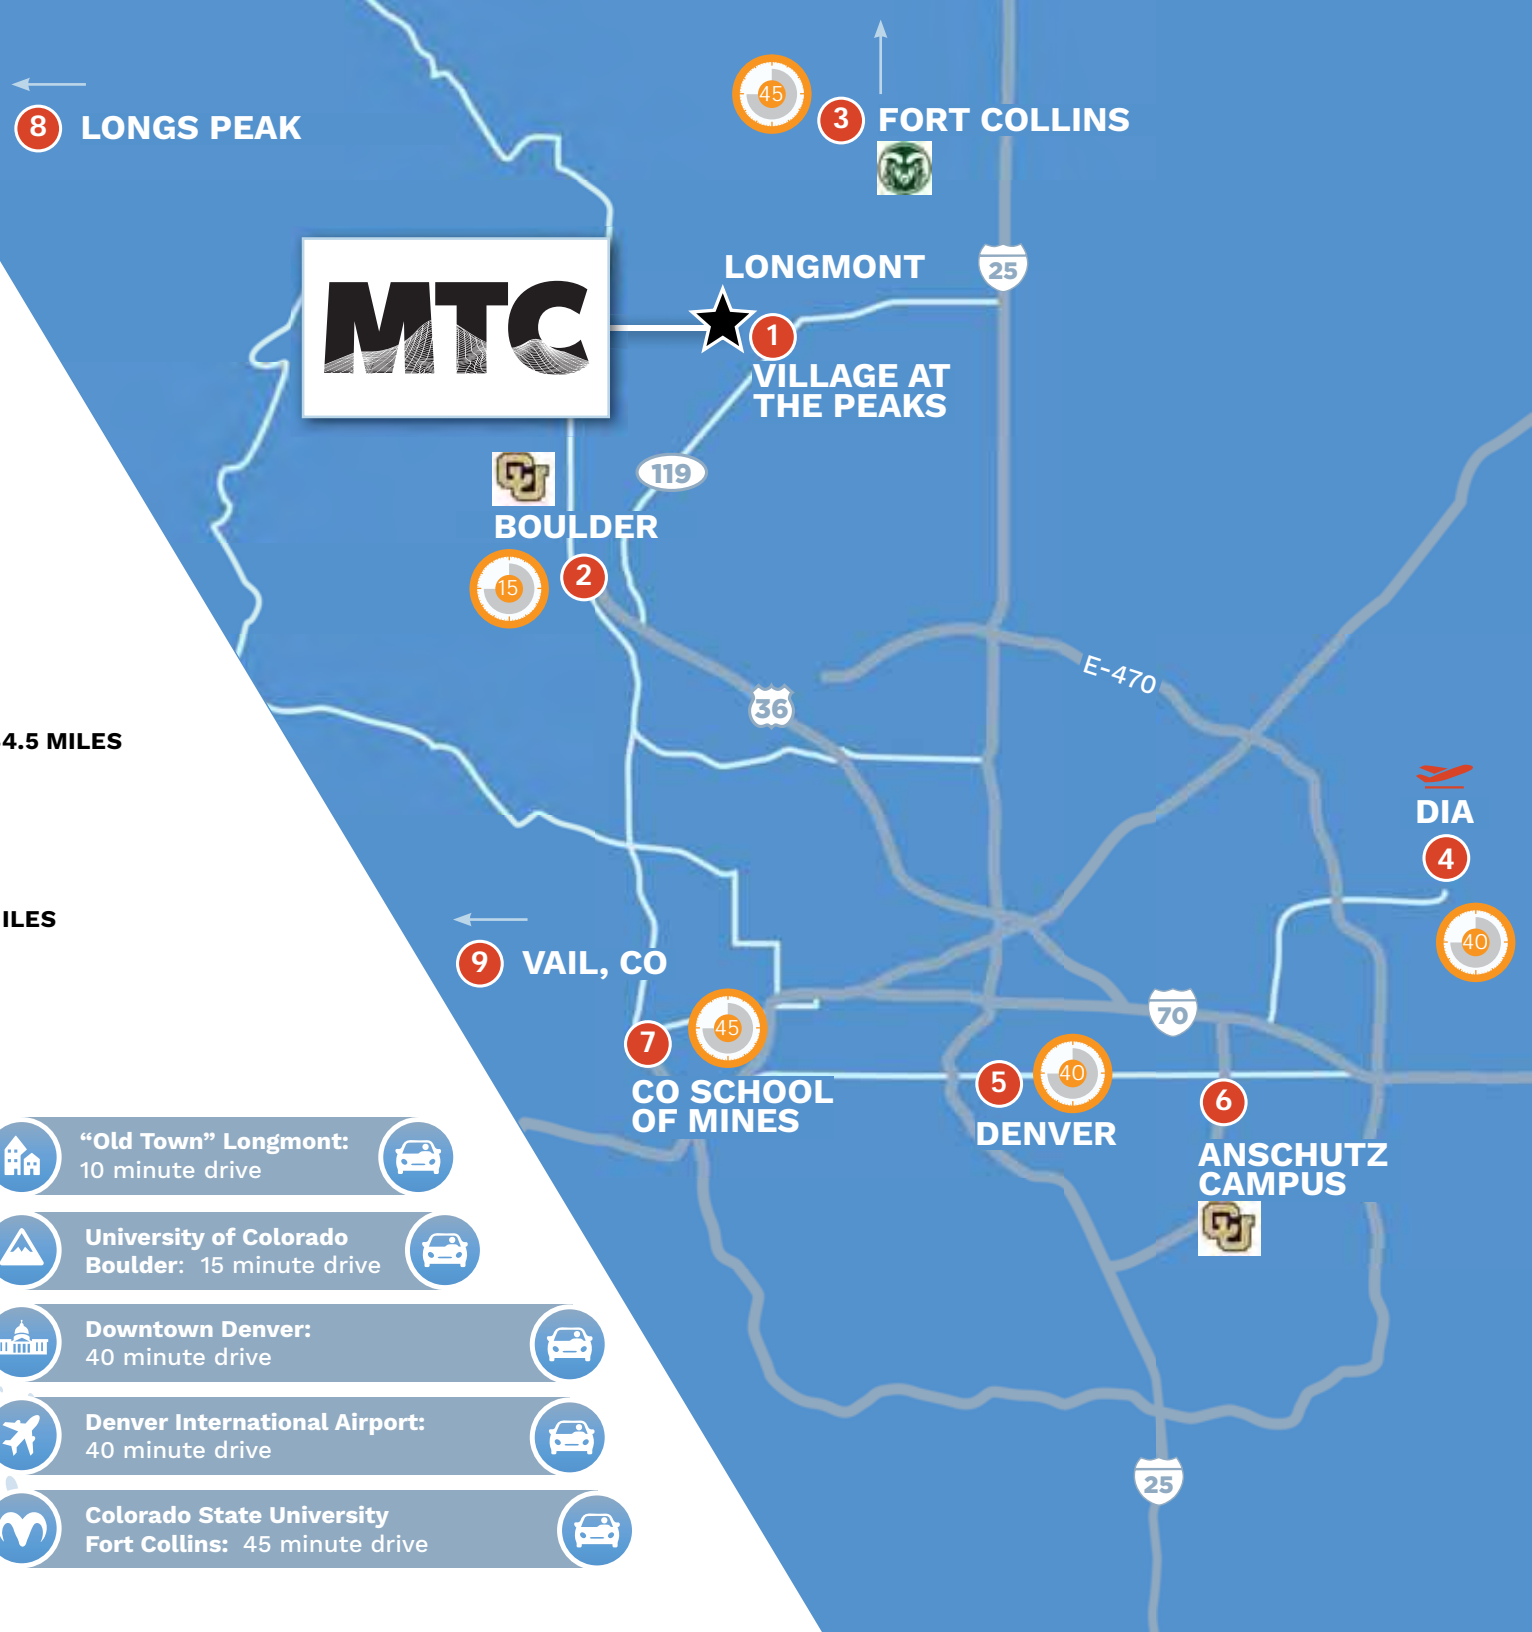 8 LONGS PEAK
45
3 FORT COLLINS
LONGMONT
25
MTC
1
VILLAGE AT
THE PEAKS
119
CU
BOULDER
15
2
36
E-470
4.5 MILES
DIA
4
ILES
40
9 VAIL, CO
70
7
45
CO SCHOOL
OF MINES
5
40
DENVER
6
ANSCHUTZ
CAMPUS
CU
“Old Town” Longmont:
10 minute drive
University of Colorado
Boulder: 15 minute drive
Downtown Denver:
40 minute drive
Denver International Airport:
40 minute drive
25
Colorado State University
Fort Collins: 45 minute drive